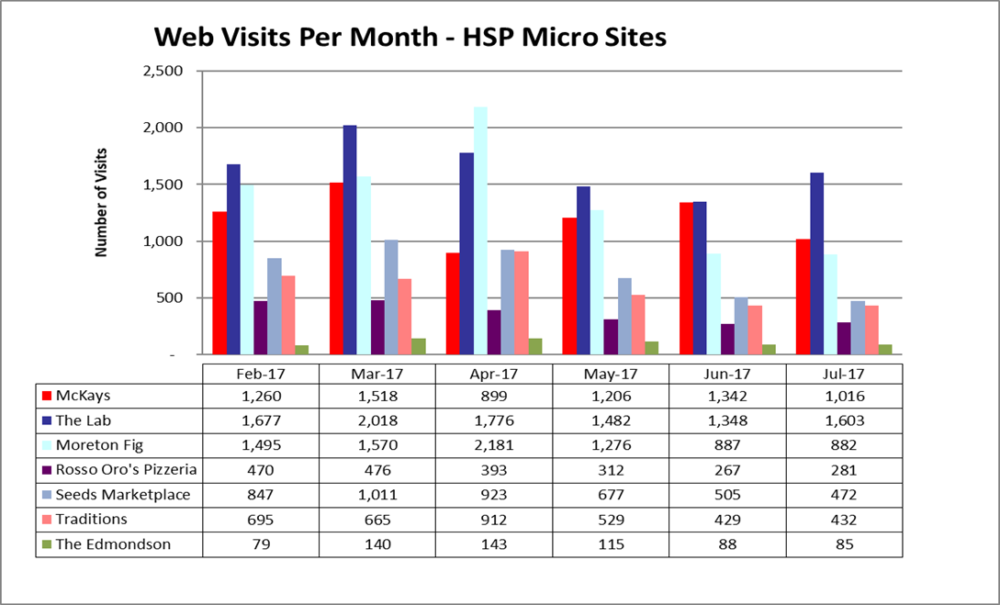 Web Visits Per Month - HSP Micro Sites
2,500
2,000
1,500
1,000
500
-
Number of Visits
Feb-17 Mar-17 Apr-17 May-17 Jun-17 Jul-17
McKays 1,260 1,518 899 1,206 1,342 1,016
The Lab 1,677 2,018 1,776 1,482 1,348 1,603
Moreton Fig 1,495 1,570 2,181 1,276 887 882
Rosso Oro's Pizzeria 470 476 393 312 267 281
Seeds Marketplace 847 1,011 923 677 505 472
Traditions 695 665 912 529 429 432
The Edmondson 79 140 143 115 88 85